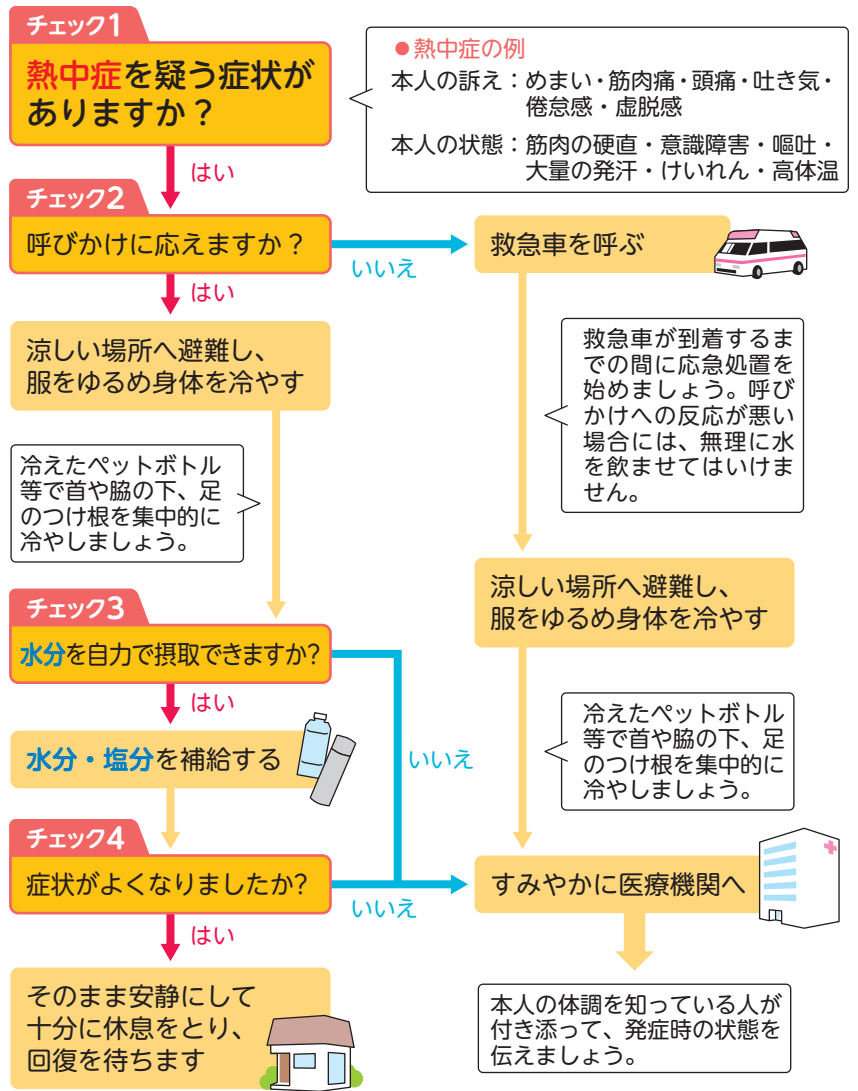 チェック1
熱中症を疑う症状が
ありますか？
●熱中症の例
本人の訴え：めまい・筋肉痛・頭痛・吐き気・
倦怠感・虚脱感
本人の状態：筋肉の硬直・意識障害・嘔吐・
大量の発汗・けいれん・高体温
はい
チェック2
呼びかけに応えますか？
いいえ
救急車を呼ぶ
はい
涼しい場所へ避難し、
服をゆるめ身体を冷やす
救急車が到着するま
での間に応急処置を
始めましょう。呼び
かけへの反応が悪い
場合には、無理に水
を飲ませてはいけま
せん。
冷えたペットボトル
等で首や脇の下、足
のつけ根を集中的に
冷やしましょう。
涼しい場所へ避難し、
服をゆるめ身体を冷やす
チェック3
水分を自力で摂取できますか?
はい
いいえ
水分・塩分を補給する
冷えたペットボトル
等で首や脇の下、足
のつけ根を集中的に
冷やしましょう。
チェック4
症状がよくなりましたか?
いいえ
すみやかに医療機関へ
はい
そのまま安静にして
十分に休息をとり、
回復を待ちます
本人の体調を知っている人が
付き添って、発症時の状態を
伝えましょう。